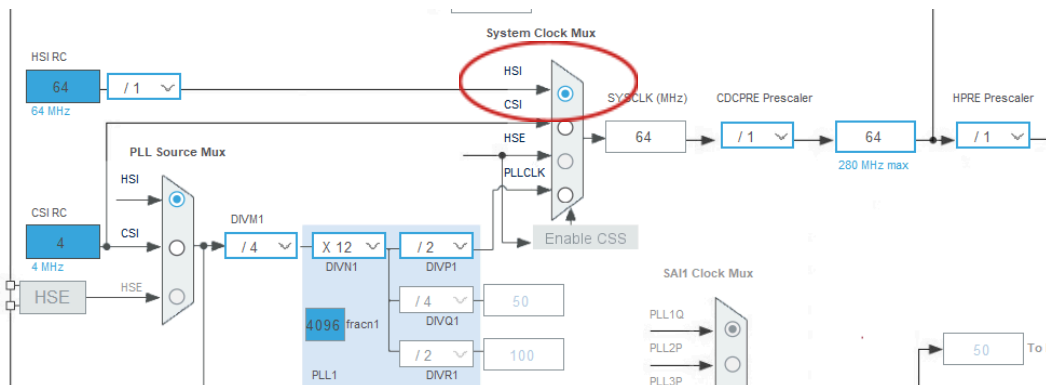 System Clock Mux
HSI RC
HSI
64
/ 1
64 MHz
CSI
SYSCLK (MHz)
CDCPRE Prescaler
HPRE Prescaler
64
/ 1
64
/ 1
HSE
280 MHz max
PLL Source Mux
PLLCLK
HSI
CSI RC
DIVM1
4
CSI
/ 4
X 12
/ 2
Enable CSS
4 MHz
DIVN1
DIVP1
HSE
HSE
SAI1 Clock Mux
/ 4
50
4096
fracn1
DIVQ1
PLL1Q
/ 2
100
PLL2P
50
To
PLL1
DIVR1
PLL3P